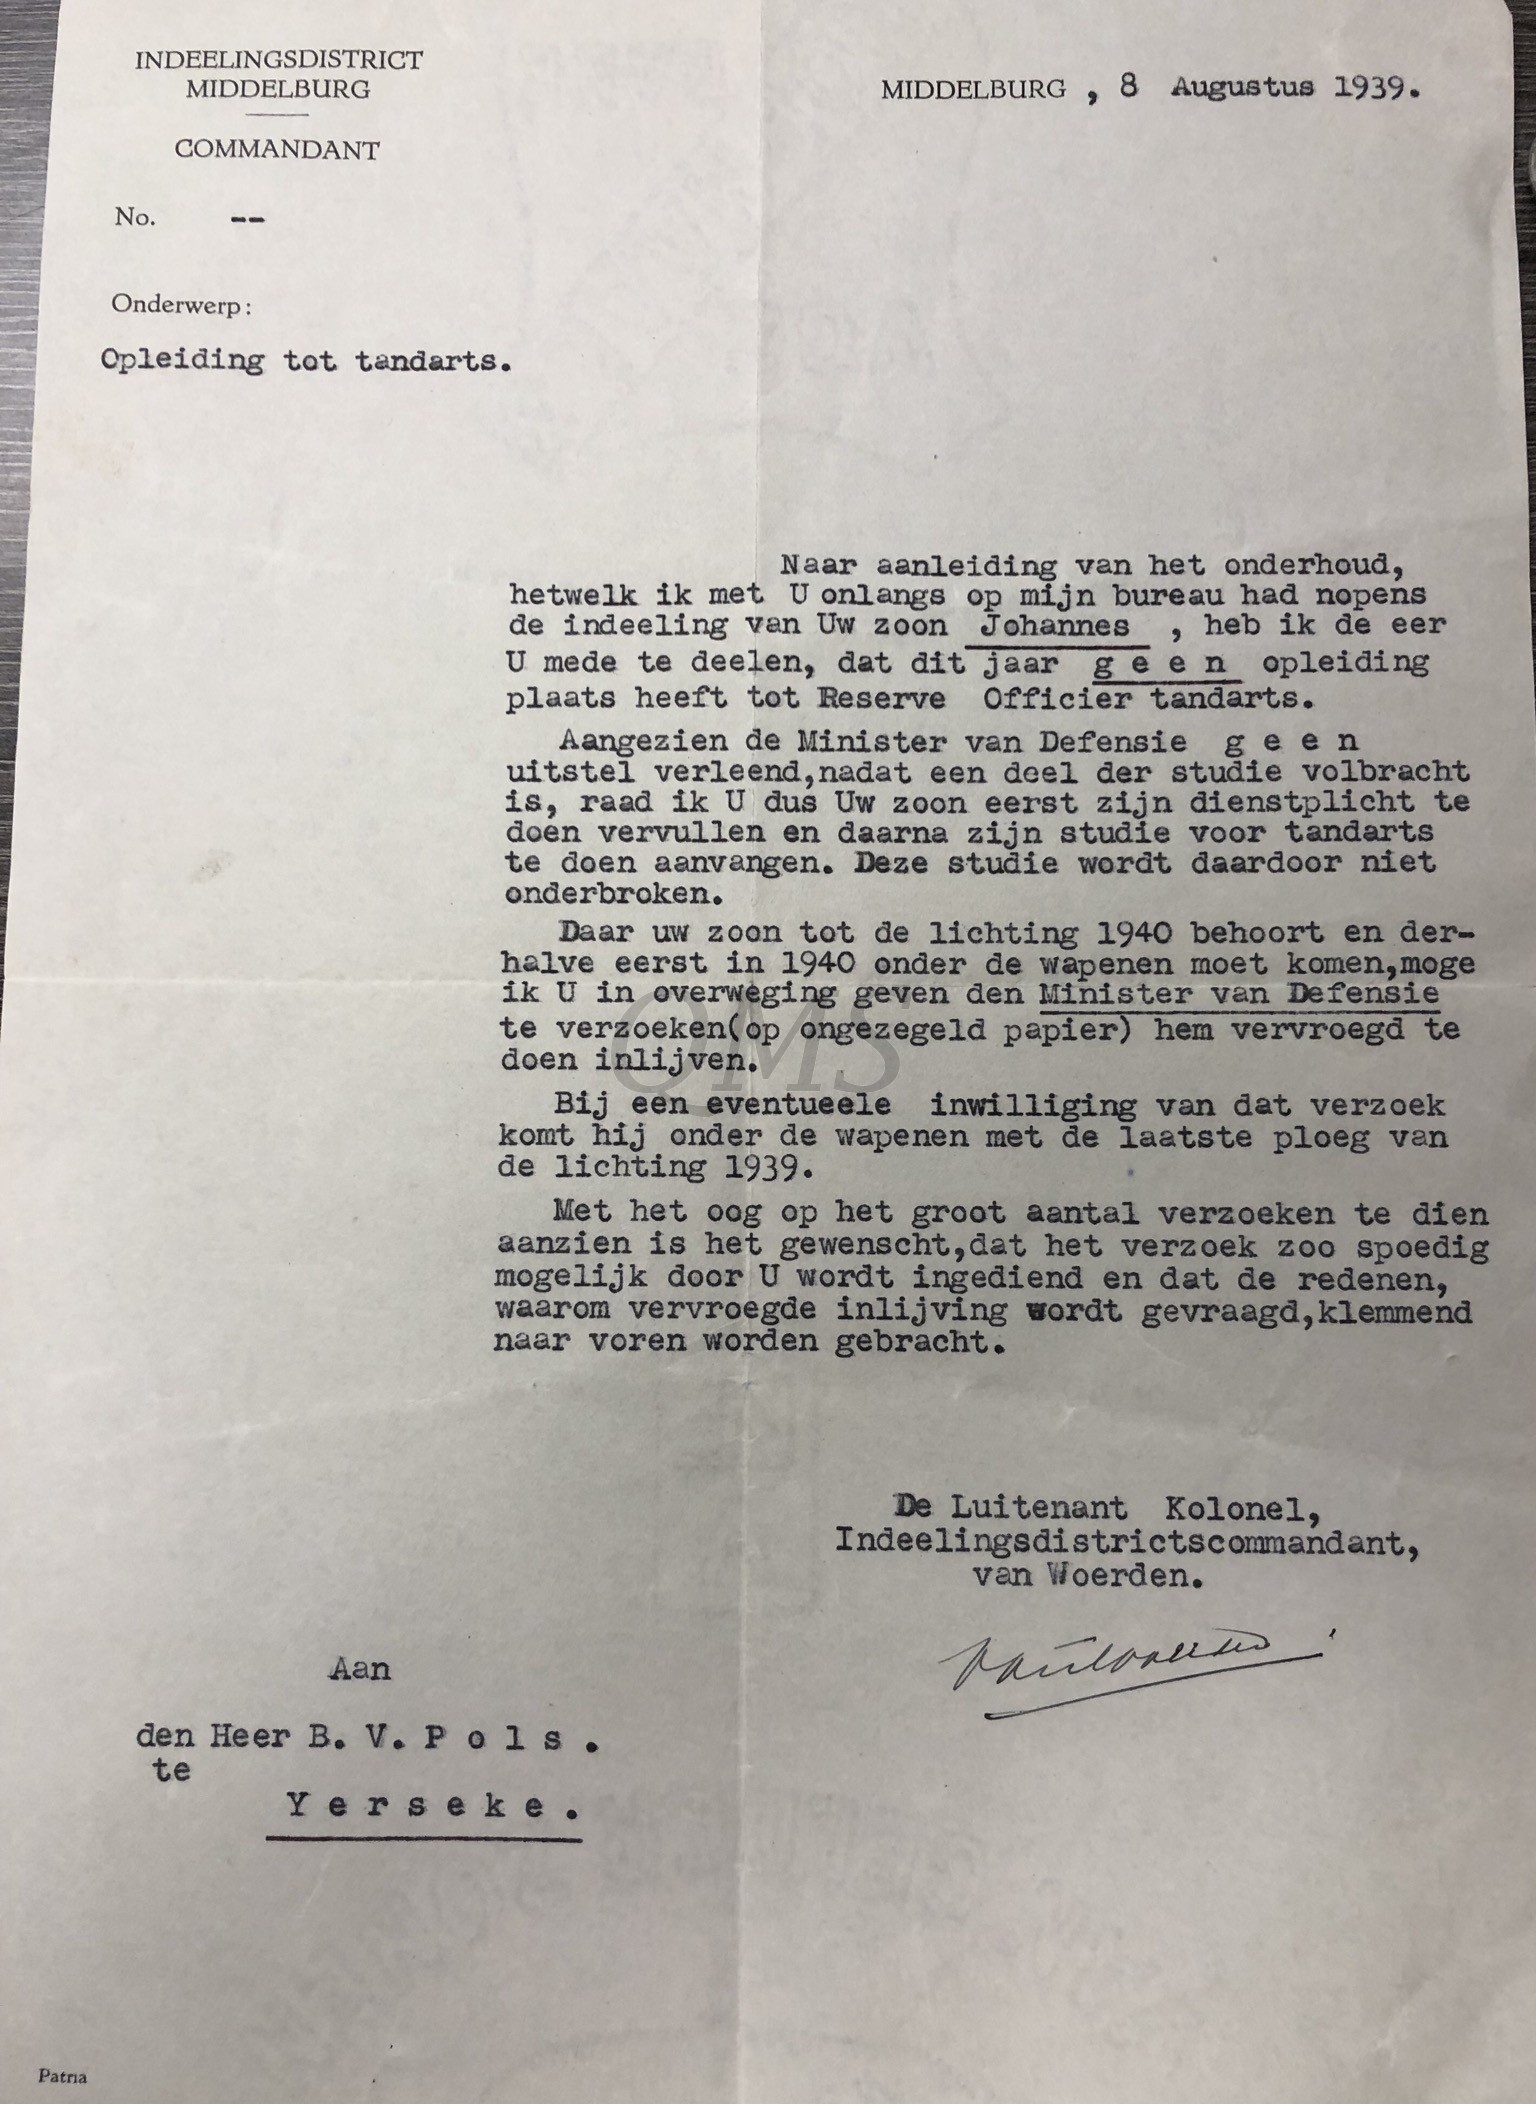 INDEELINGSDISTRICT
MIDDELBURG
COMMANDANT
MIDDELBURG , 8 Augustus 1939.
No. --
Onderwerp:
Opleiding tot tandarts.
Naar aanleiding van het onderhoud,
hetwelk ik met U onlangs op mijn bureau had nopens
de indeeling van Uw zoon Johannes , heb ik de eer
U mede te deelen, dat dit jaar g e e n opleiding
plaats heeft tot Reserve Officier tandarts.
Aangezien de Minister van Defensie g e e n
uitstel verleend,nadat een deel der studie volbracht
is, raad ik U dus Uw zoon eerst zijn dienstplicht te
doen vervullen en daarna zijn studie voor tandarts
te doen aanvangen. Deze studie wordt daardoor niet
onderbroken.
Daar uw zoon tot de lichting 1940 behoort en der-
halve eerst in 1940 onder de wapenen moet komen,moge
ik U in overweging geven den Minister van Defensie
te verzoeken(op ongezegeld papier) hem vervroegd te
doen inlijven.
QMS
Bij een eventueele inwilliging van dat verzoek
komt hij onder de wapenen met de laatste ploeg van
de lichting 1939.
Met het oog op het groot aantal verzoeken te dien
aanzien is het gewenscht,dat het verzoek zoo spoedig
mogelijk door U wordt ingediend en dat de redenen,
waarom vervroegde inlijving wordt gevraagd,klemmend
naar voren worden gebracht.
De Luitenant Kolonel,
Indeelingsdistrictscommandant,
van Woerden.
van Woerden
Aan
den Heer B. V. P o l s .
te
Y e r s e k e .
Patria